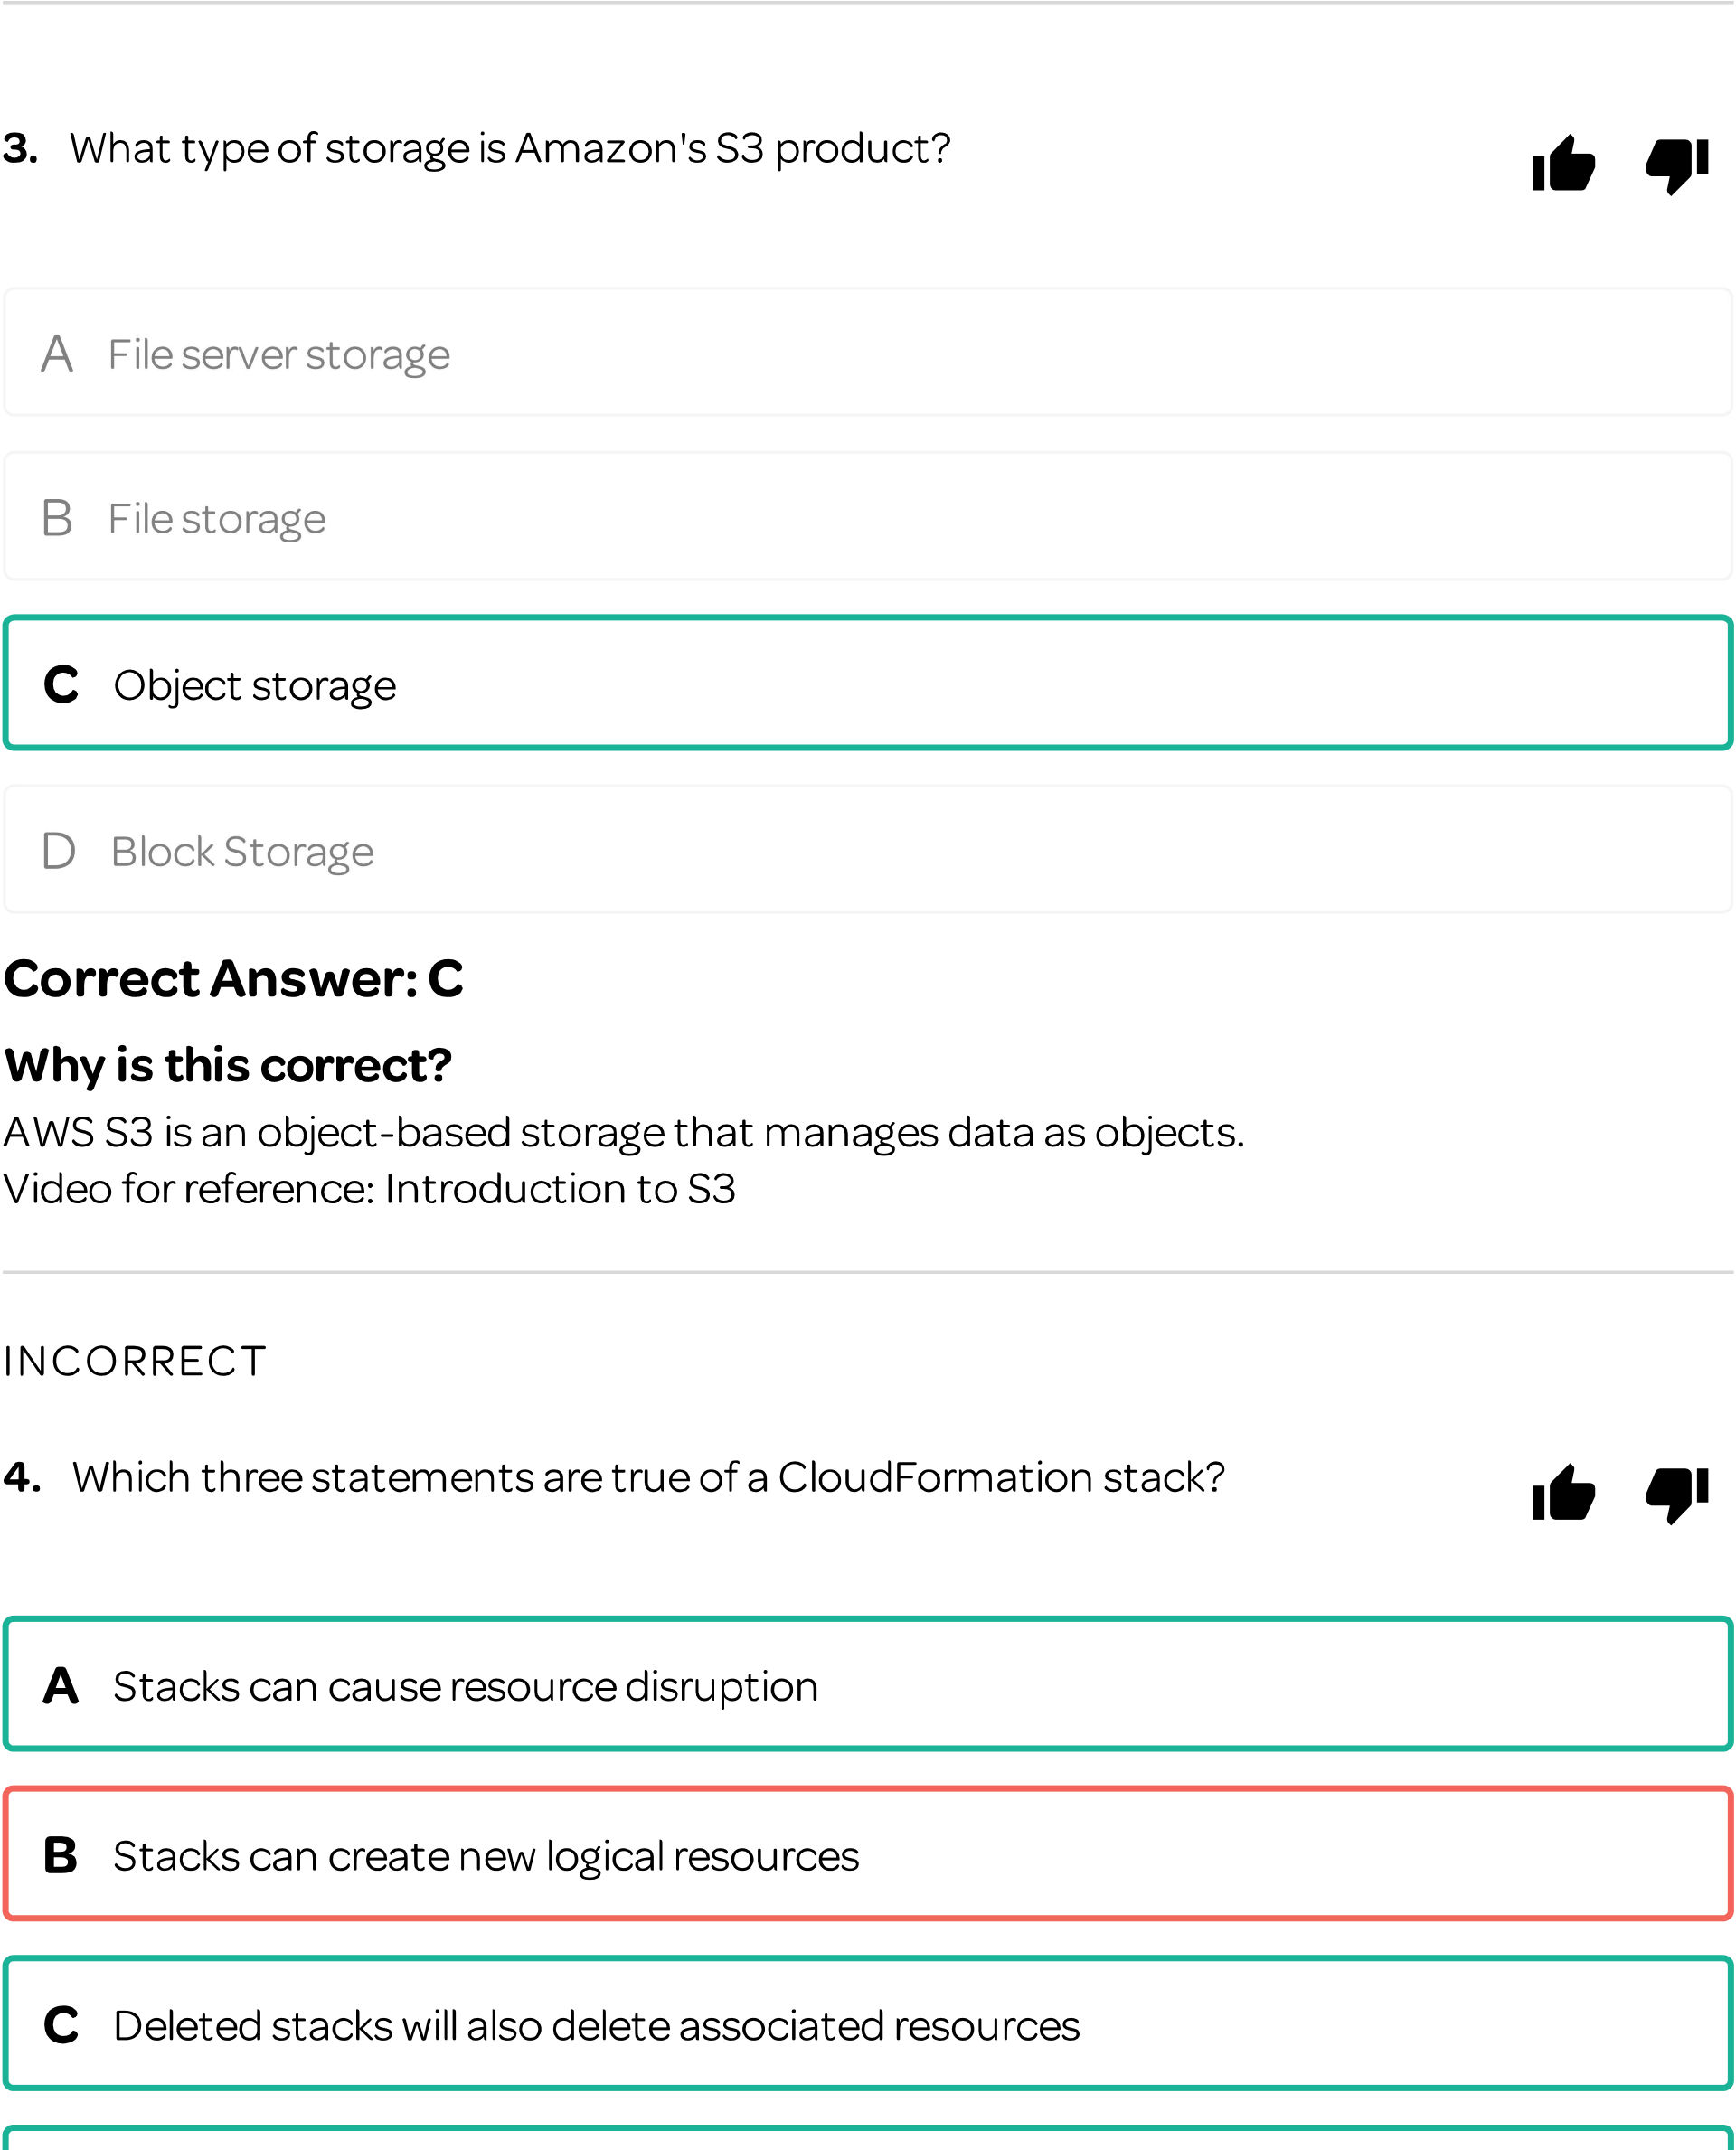 3. What type of storage is Amazon's S3 product?
A File server storage
B File storage
C Object storage
D Block Storage
Correct Answer: C
Why is this correct?
AWS S3 is an object-based storage that manages data as objects.
Video for reference: Introduction to S3
INCORRECT
4. Which three statements are true of a CloudFormation stack?
A Stacks can cause resource disruption
B Stacks can create new logical resources
C Deleted stacks will also delete associated resources